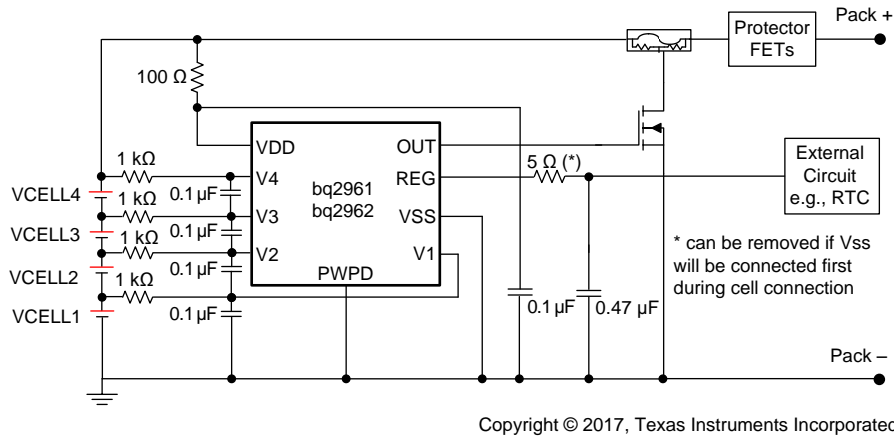 Pack +
Protector
FETs
100 Ω
VDD
OUT
1 kΩ
V4
REG
5 Ω (*)
External
Circuit
e.g., RTC
VCELL4
0.1 µF
bq2961
bq2962
1 kΩ
V3
VSS
VCELL3
0.1 µF
1 kΩ
V2
V1
* can be removed if Vss
will be connected first
during cell connection
VCELL2
0.1 µF
PWPD
1 kΩ
VCELL1
0.1 µF
0.1 µF
0.47 µF
Pack –
Copyright © 2017, Texas Instruments Incorporated